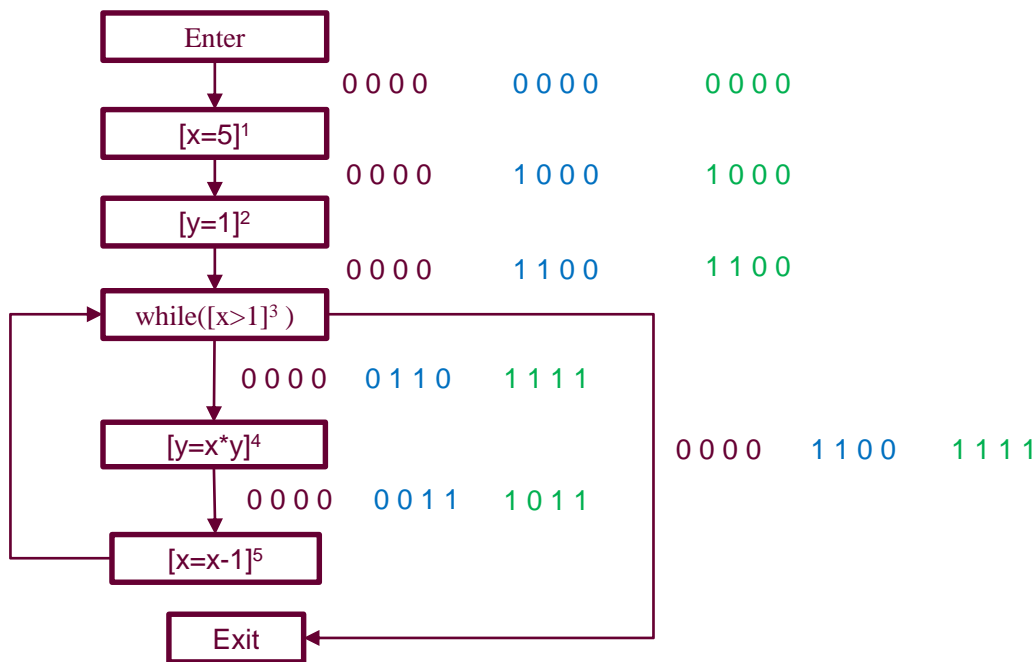 Enter
0 0 0 0 0 0 0 0 0 0 0 0
[x=5]¹
0 0 0 0 1 0 0 0 1 0 0 0
[y=1]²
0 0 0 0 1 1 0 0 1 1 0 0
while([x>1]³ )
0 0 0 0 0 1 1 0 1 1 1 1
[y=x*y]⁴
0 0 0 0 1 1 0 0 1 1 1 1
0 0 0 0 0 0 1 1 1 0 1 1
[x=x-1]⁵
Exit